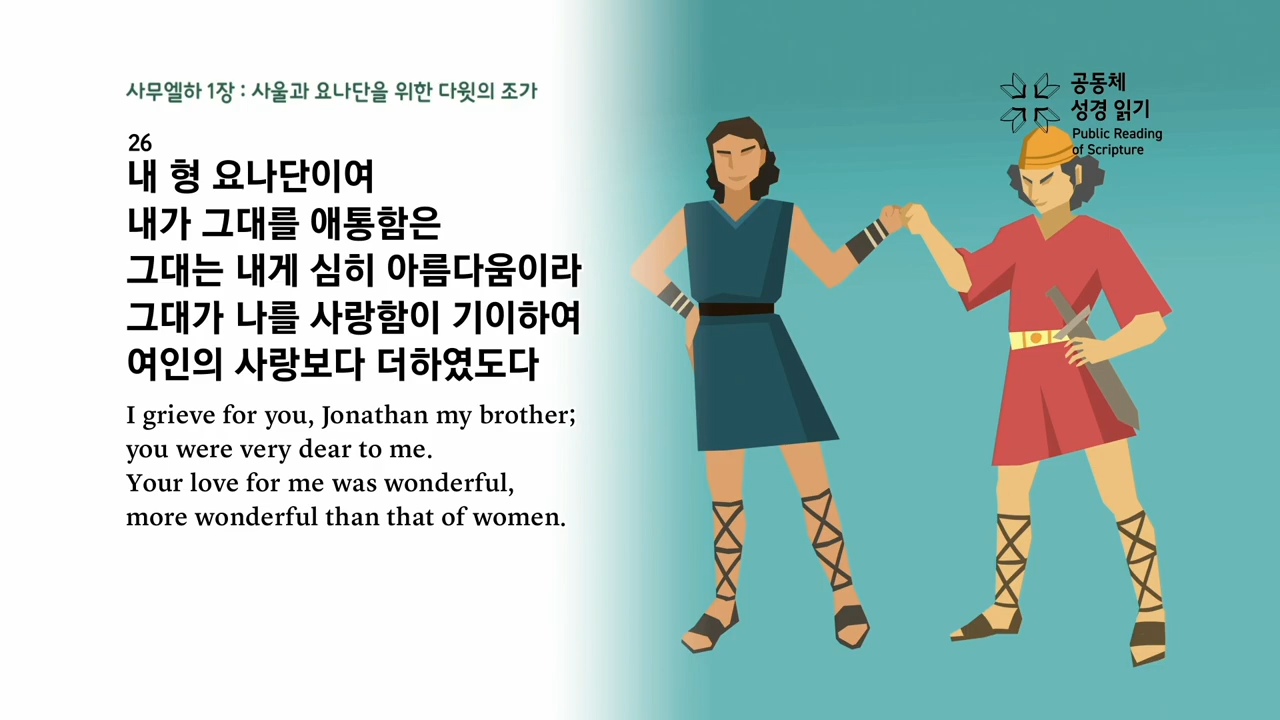 사무엘하 1장 : 사울과 요나단을 위한 다윗의 조가
26
내 형 요나단이여
내가 그대를 애통함은
그대는 내게 심히 아름다움이라
그대가 나를 사랑함이 기이하여
여인의 사랑보다 더하였도다
I grieve for you, Jonathan my brother;
you were very dear to me.
Your love for me was wonderful,
more wonderful than that of women.
공동체
성경 읽기
Public Reading
of Scripture